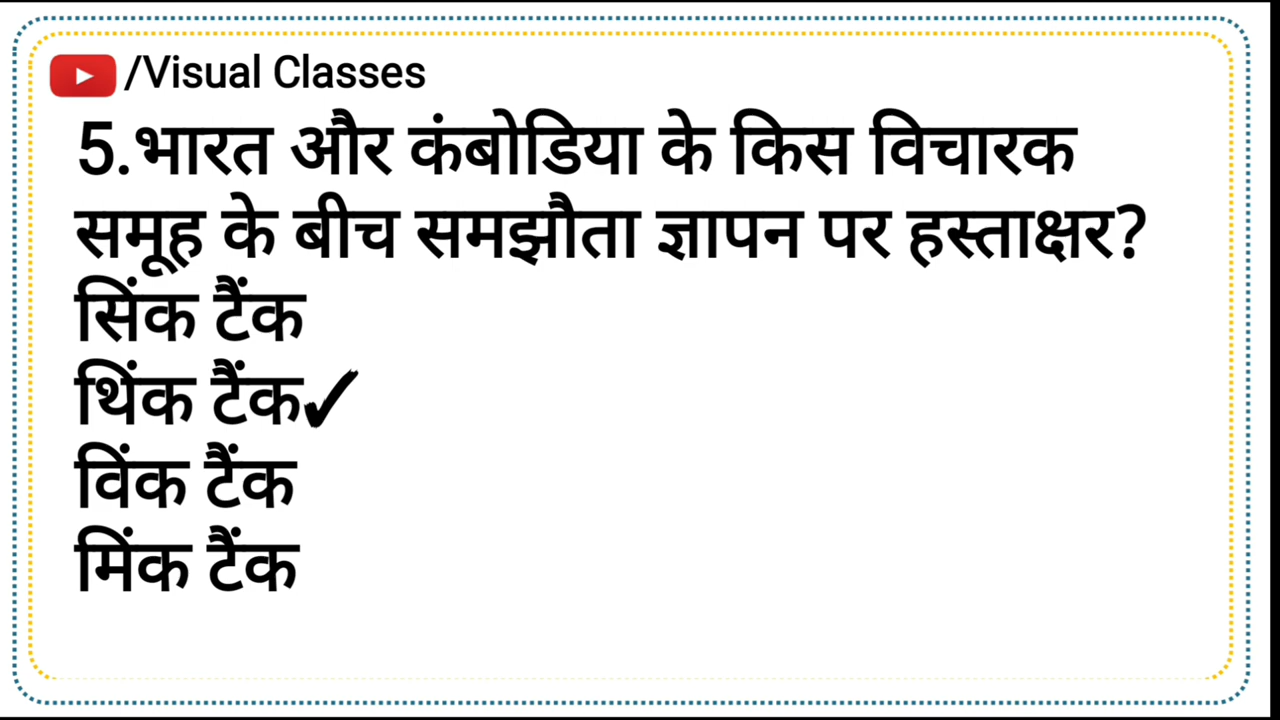 /Visual Classes
5.भारत और कंबोडिया के किस विचारक
समूह के बीच समझौता ज्ञापन पर हस्ताक्षर?
सिंक टैंक
थिंक टैंक✓
विंक टैंक
मिंक टैंक